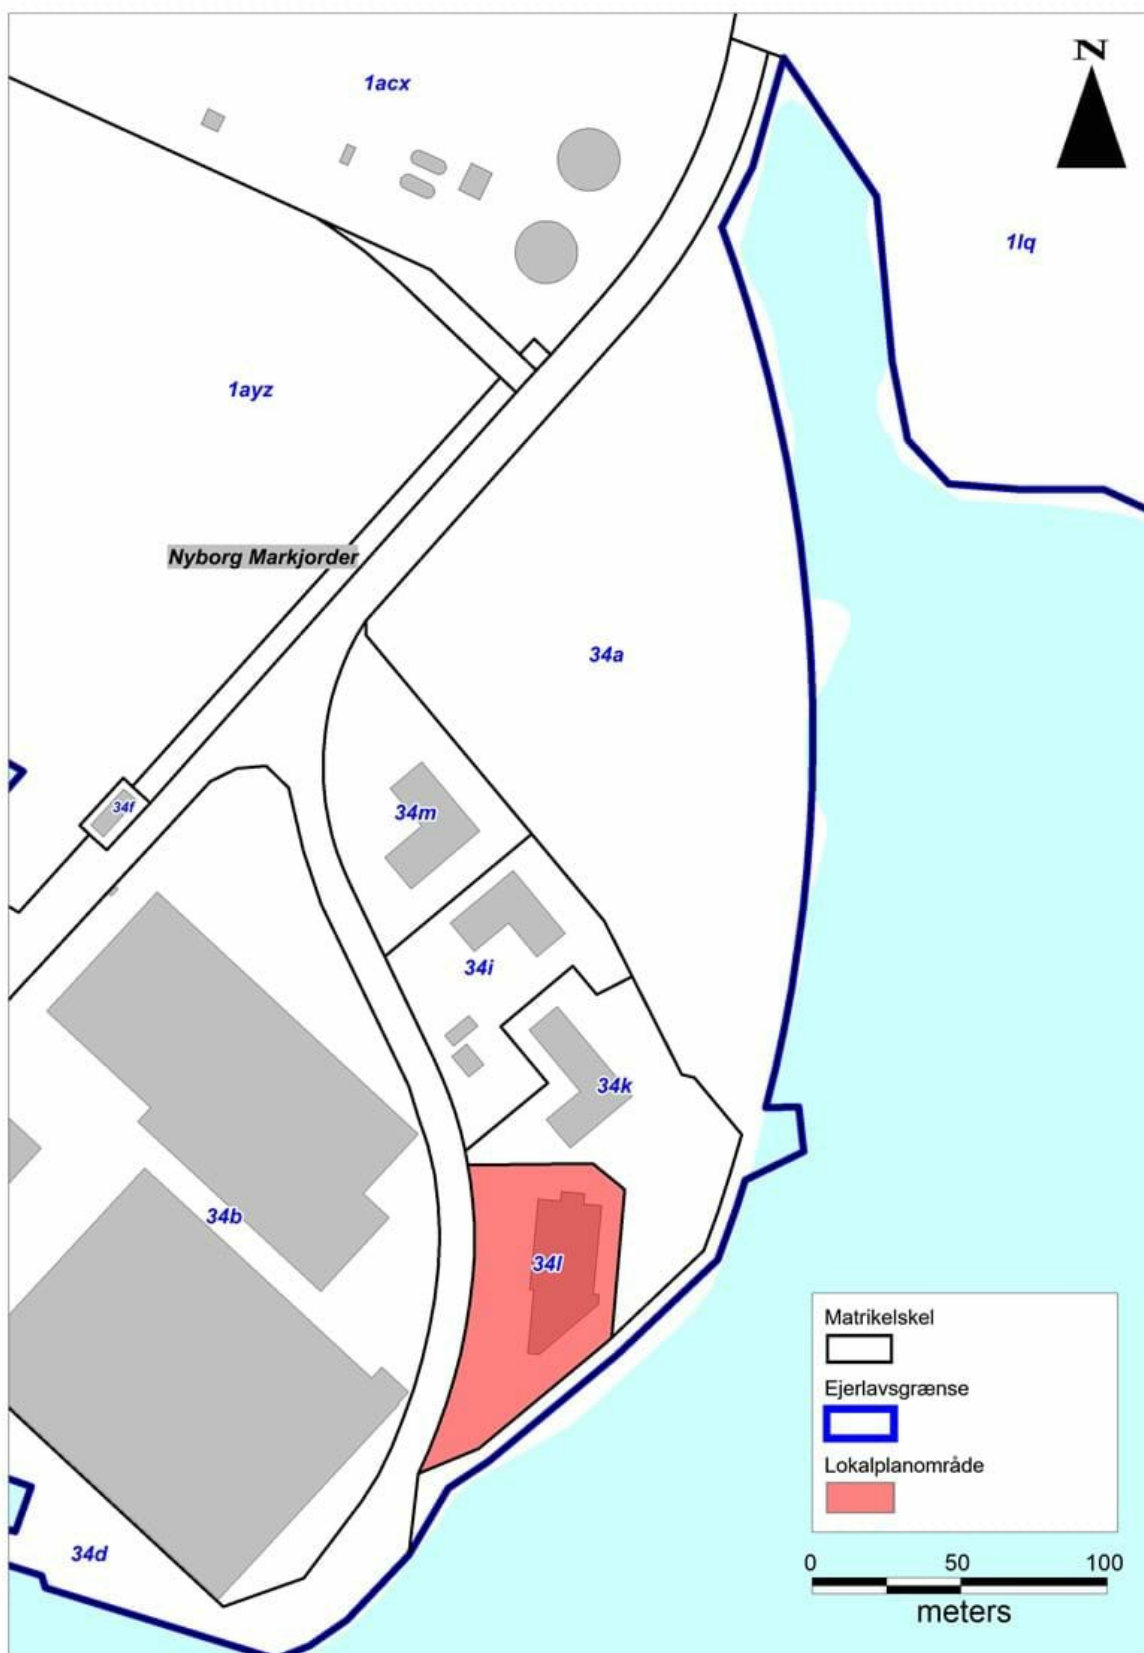 1acx
N
1lq
1ayz
Nyborg Markjorder
34a
34f
34m
34i
34k
34b
34l
Matrikelskel
Ejerlavsgrænse
Lokalplanområde
34d
0 50 100
meters